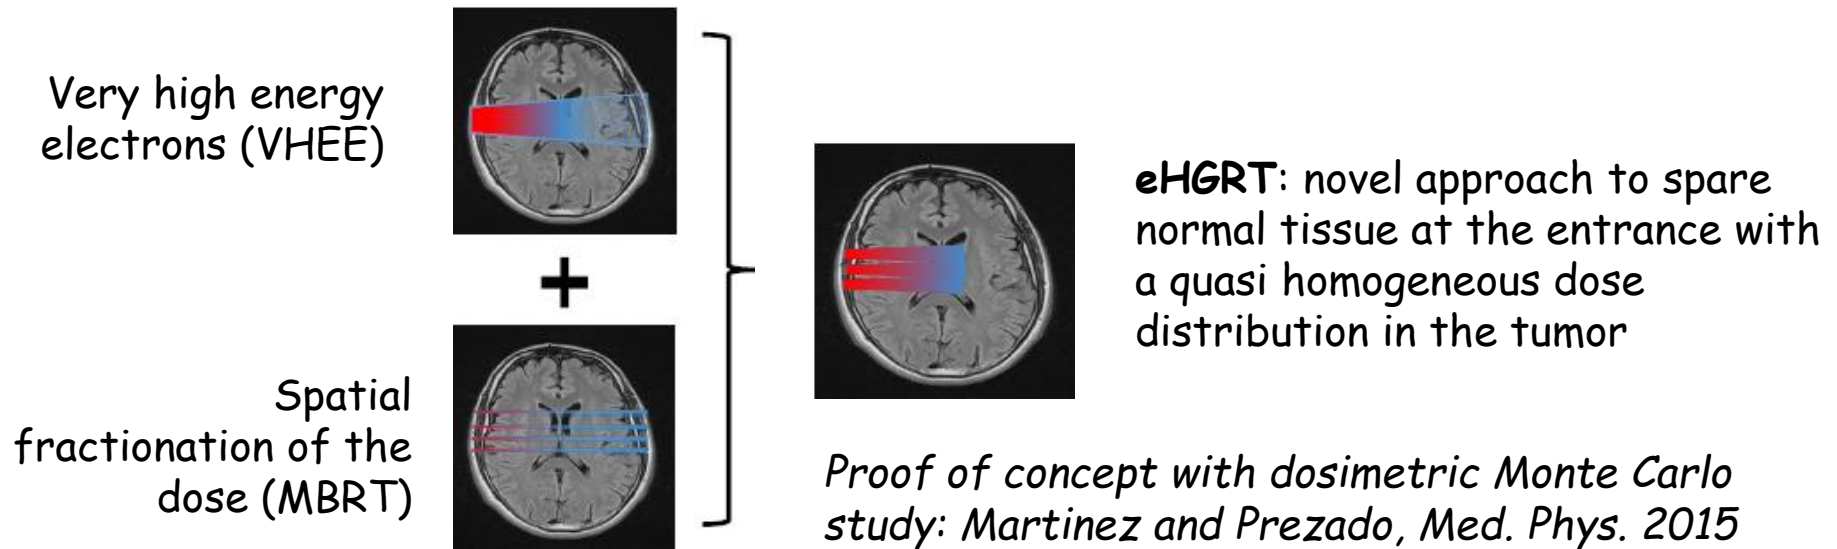 Very high energy
electrons (VHEE)
+
Spatial
fractionation of the
dose (MBRT)
eHGRT: novel approach to spare
normal tissue at the entrance with
a quasi homogeneous dose
distribution in the tumor
Proof of concept with dosimetric Monte Carlo
study: Martinez and Prezado, Med. Phys. 2015